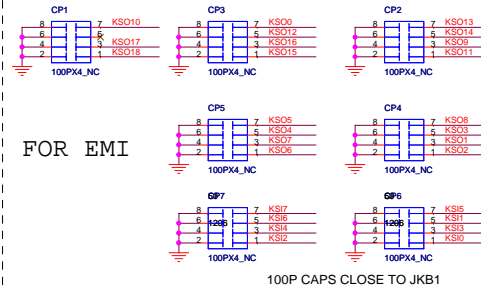 CP1 CP3 CP2
8 7 KSO10 8 7 KSO0 8 7 KSO13
6 5 6 5 KSO12 6 5 KSO14
4 3 KSO17 4 3 KSO16 4 3 KSO9
2 1 KSO18 2 1 KSO15 2 1 KSO11
100PX4_NC 100PX4_NC 100PX4_NC
CP5 CP4
8 7 KSO5 8 7 KSO8
6 5 KSO4 6 5 KSO3
4 3 KSO7 4 3 KSO1
2 1 KSO6 2 1 KSO2
FOR EMI
100PX4_NC 100PX4_NC
CP7 CP6
8 7 KSI7 8 7 KSI5
6 1206 5 KSI6 6 1206 5 KSI1
4 3 KSI4 4 3 KSI3
2 1 KSI2 2 1 KSI0
100PX4_NC 100PX4_NC
100P CAPS CLOSE TO JKB1